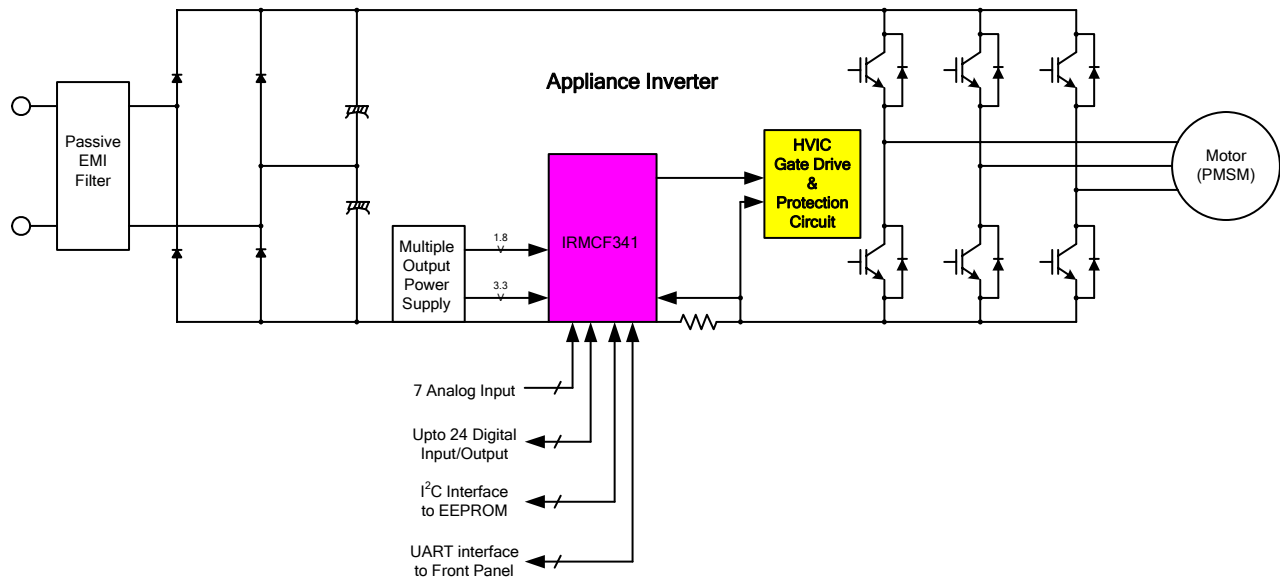 Appliance Inverter
Passive
EMI
Filter
HVIC
Gate Drive
&
Protection
Circuit
Motor
(PMSM)
IRMCF341
Multiple
Output
Power
Supply
1.8
V
3.3
V
7 Analog Input
Upto 24 Digital
Input/Output
I²C Interface
to EEPROM
UART interface
to Front Panel